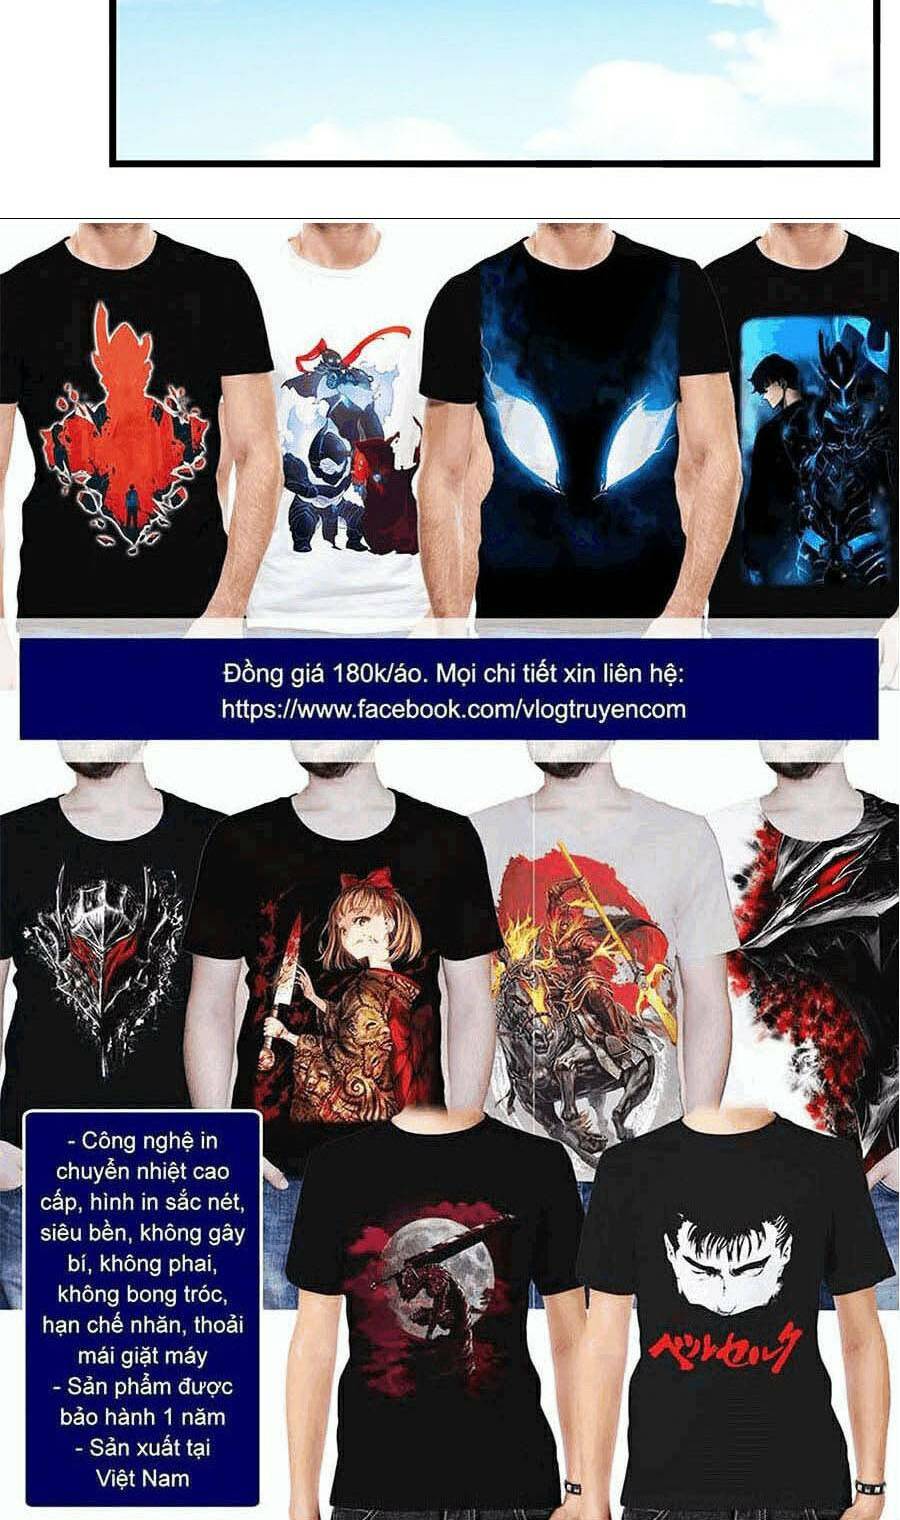 Đồng giá 180k/áo. Mọi chi tiết xin liên hệ:
https://www.facebook.com/vlogtruyencom
- Công nghệ in
chuyển nhiệt cao
cấp, hình in sắc nét,
siêu bền, không gây
bí, không phai,
không bong tróc,
hạn chế nhăn, thoải
mái giặt máy
- Sản phẩm được
bảo hành 1 năm
- Sản xuất tại
Việt Nam
ベルセルク